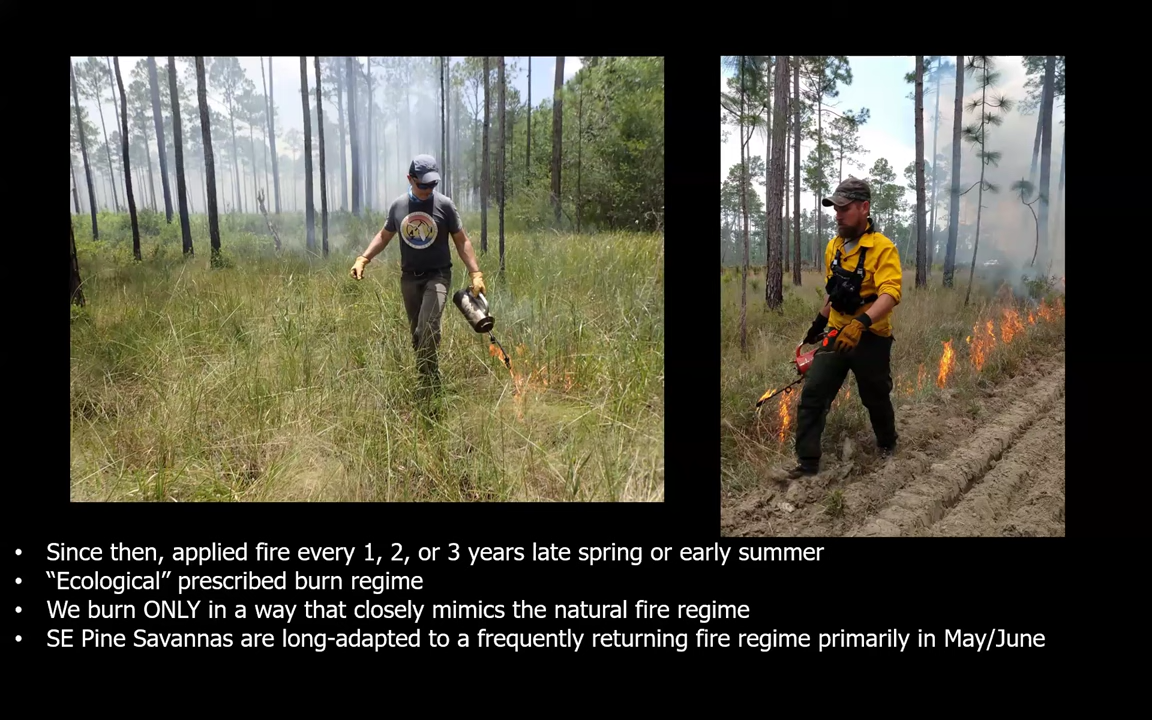 • Since then, applied fire every 1, 2, or 3 years late spring or early summer
• “Ecological” prescribed burn regime
• We burn ONLY in a way that closely mimics the natural fire regime
• SE Pine Savannas are long-adapted to a frequently returning fire regime primarily in May/June